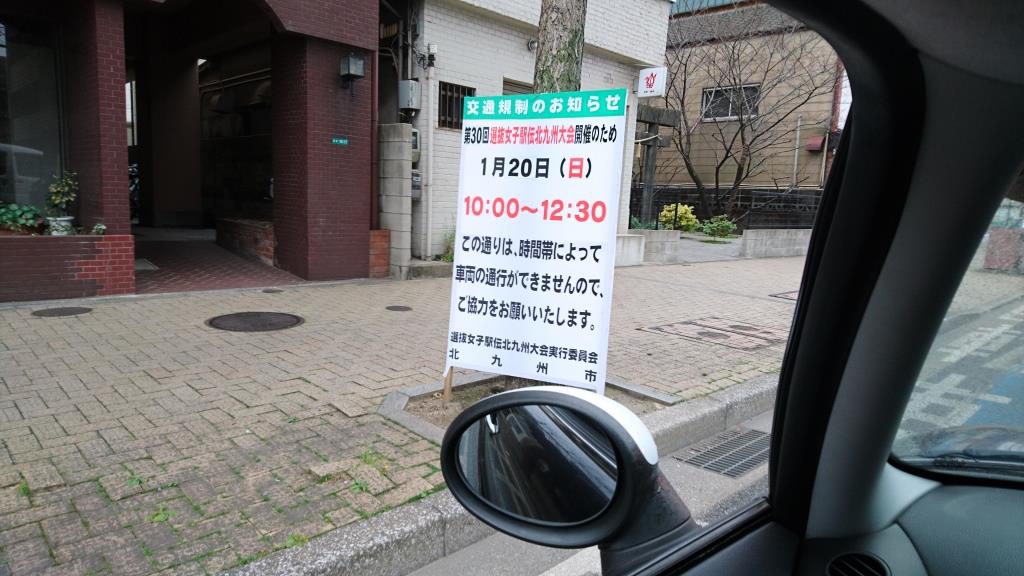 交通規制のお知らせ
第30回選抜女子駅伝北九州大会開催のため
1月20日（日）
10:00～12:30
この通りは、時間帯によって
車両の通行ができませんので、
ご協力をお願いいたします。
選抜女子駅伝北九州大会実行委員会
北九州市